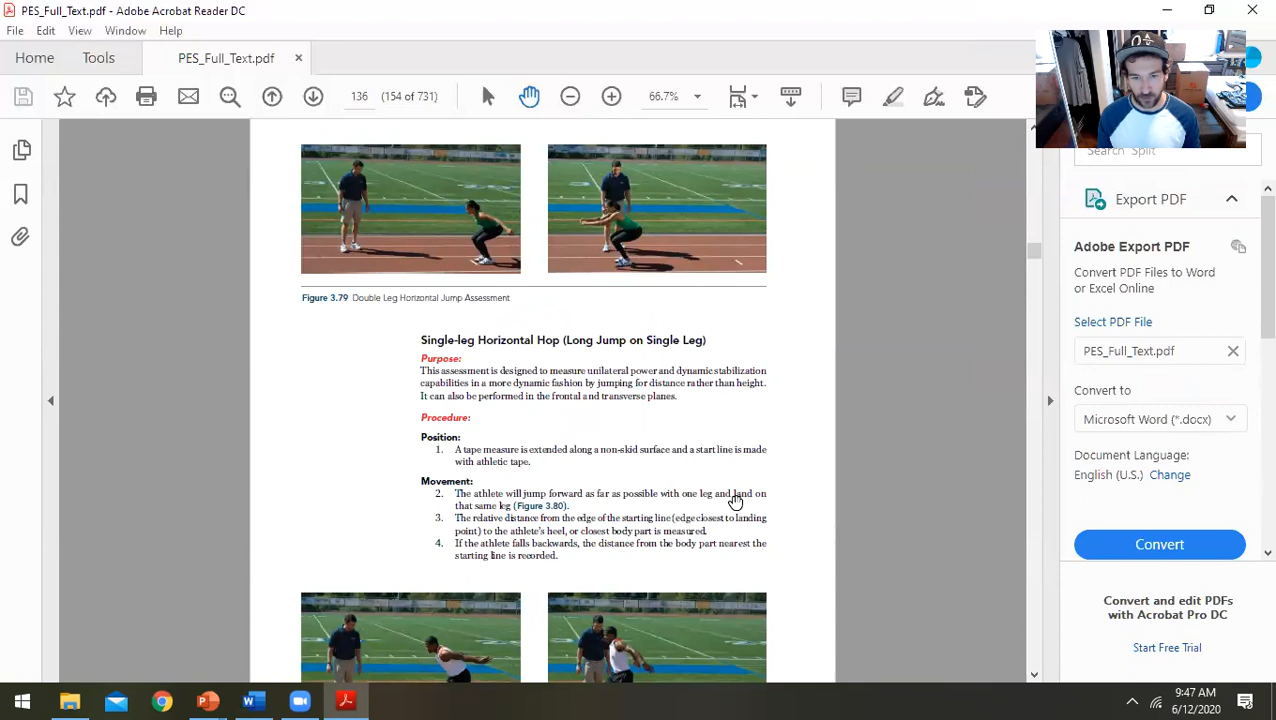 PES_Full_Text.pdf - Adobe Acrobat Reader DC
File Edit View Window Help
Home Tools PES_Full_Text.pdf ×
136 (154 of 731) 66.7%
Search 'Split'
Export PDF
Adobe Export PDF
Convert PDF Files to Word
or Excel Online
Select PDF File
PES_Full_Text.pdf
Convert to
Microsoft Word (*.docx)
Document Language:
English (U.S.) Change
Convert
Convert and edit PDFs
with Acrobat Pro DC
Start Free Trial
Figure 3.79 Double Leg Horizontal Jump Assessment
Single-leg Horizontal Hop (Long Jump on Single Leg)
Purpose:
This assessment is designed to measure unilateral power and dynamic stabilization
capabilities in a more dynamic fashion by jumping for distance rather than height.
It can also be performed in the frontal and transverse planes.
Procedure:
Position:
1. A tape measure is extended along a non-skid surface and a start line is made
with athletic tape.
Movement:
2. The athlete will jump forward as far as possible with one leg and land on
that same leg (Figure 3.80).
3. The relative distance from the edge of the starting line (edge closest to landing
point) to the athlete's heel, or closest body part is measured.
4. If the athlete falls backwards, the distance from the body part nearest the
starting line is recorded.
9:47 AM
6/12/2020